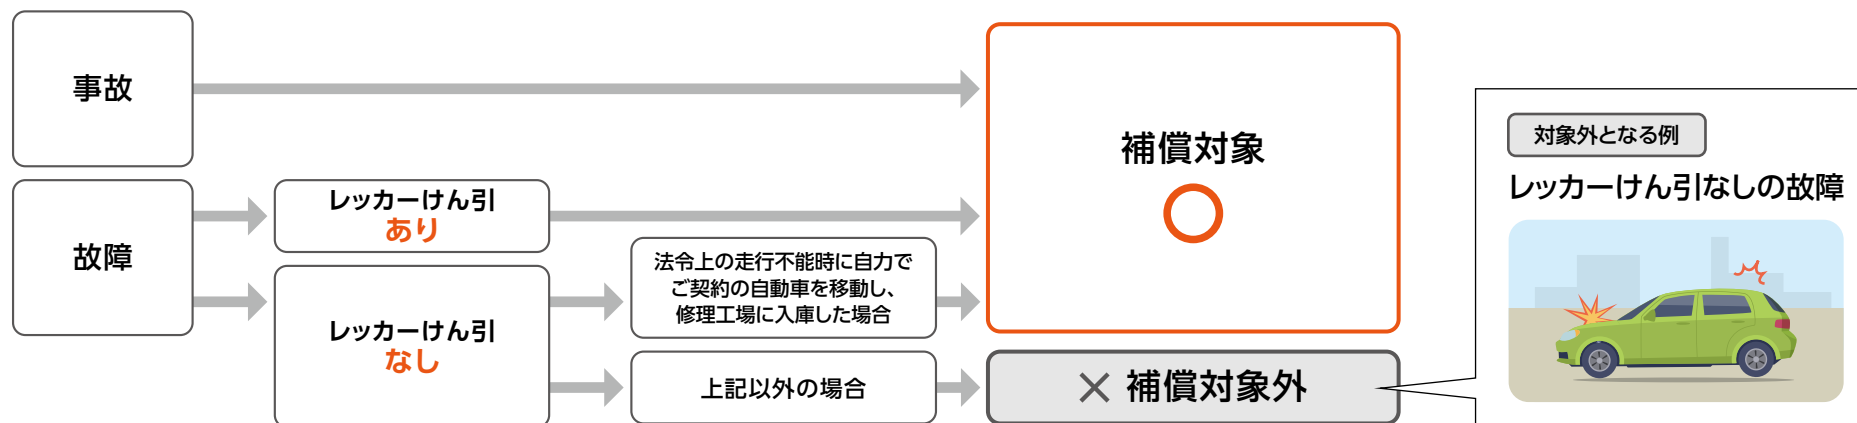 事故
補償対象
対象外となる例
レッカーけん引なしの故障
故障
レッカーけん引
あり
レッカーけん引
なし
法令上の走行不能時に自力で
ご契約の自動車を移動し、
修理工場に入庫した場合
上記以外の場合
× 補償対象外